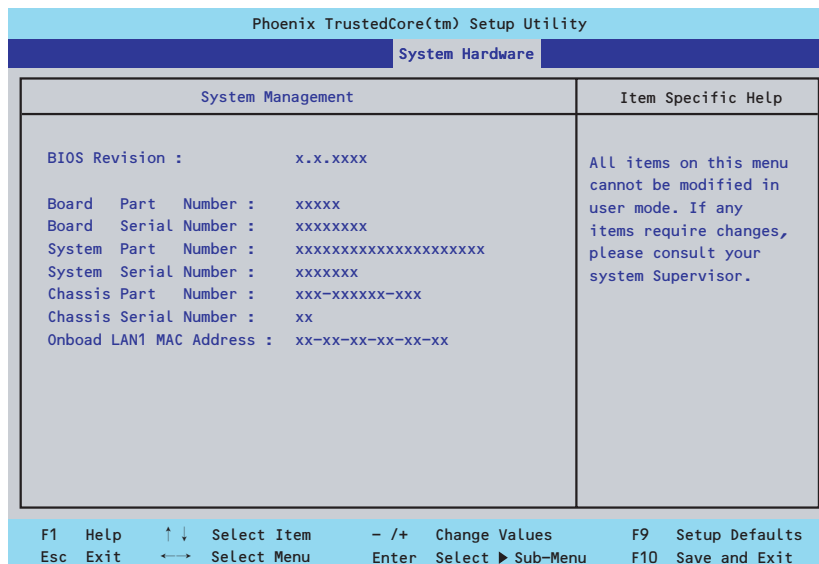 Phoenix TrustedCore(tm) Setup Utility
System Hardware
System Management
Item Specific Help
BIOS Revision : x.x.xxxx
Board Part Number : xxxxx
Board Serial Number : xxxxxxxx
System Part Number : xxxxxxxxxxxxxxxxxxxxx
System Serial Number : xxxxxxx
Chassis Part Number : xxx-xxxxxx-xxx
Chassis Serial Number : xx
Onboad LAN1 MAC Address : xx-xx-xx-xx-xx-xx
All items on this menu
cannot be modified in
user mode. If any
items require changes,
please consult your
system Supervisor.
F1 Help ↑↓ Select Item - /+ Change Values F9 Setup Defaults
Esc Exit ←→ Select Menu Enter Select ▶ Sub-Menu F10 Save and Exit